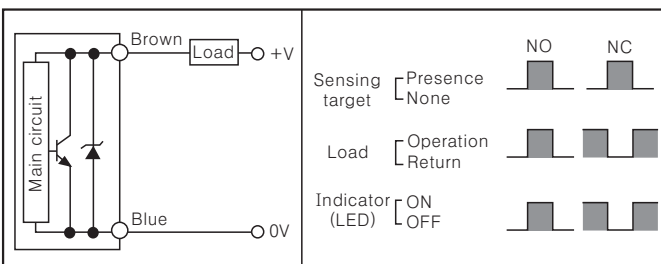 Brown
Load
+V
Main circuit
Blue
0V
NO NC
Sensing target
Presence
None
Load
Operation
Return
Indicator (LED)
ON
OFF